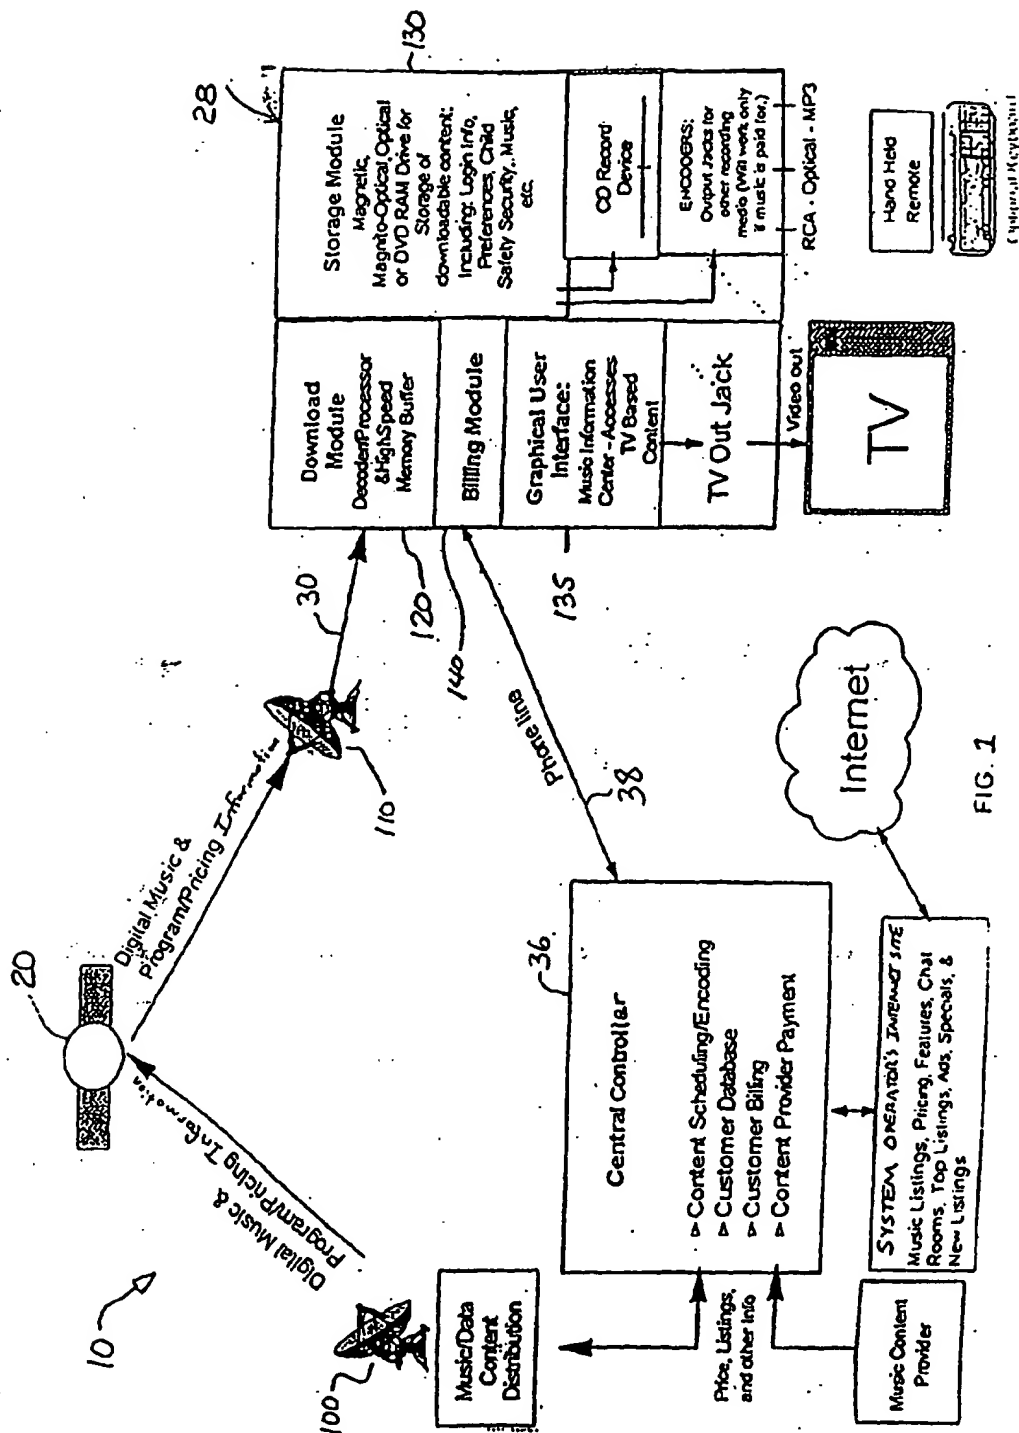 10
20
Digital Music &
Program/Pricing Information
Digital Music &
Program/Pricing Information
100
110
30
28
130
120
140
135
Download
Module
Decoder/Processor
& HighSpeed
Memory Buffer
Billing Module
Graphical User
Interface:
Music Information
Center - Accesses
TV Based
Content
TV Out Jack
Video out
TV
Storage Module
Magnetic,
Magnito-Optical, Optical
or DVD RAM Drive for
Storage of
downloadable content:
Including: Login Info,
Preferences, Child
Safety Security, Music,
etc.
CD Record
Device
ENCODERS:
Output Jacks for
other recording
media (Will work only
if music is paid for.)
RCA - Optical - MP3
Hand Held
Remote
Optional Keyboard
Music/Data
Content
Distribution
Phone line
38
36
Central Controller
Content Scheduling/Encoding
Customer Database
Customer Billing
Content Provider Payment
Price, Listings,
and other Info
Music Content
Provider
SYSTEM OPERATOR'S INTERNET SITE
Music Listings, Pricing, Features, Chat
Rooms, Top Listings, Ads, Specials, &
New Listings
Internet
FIG. 1